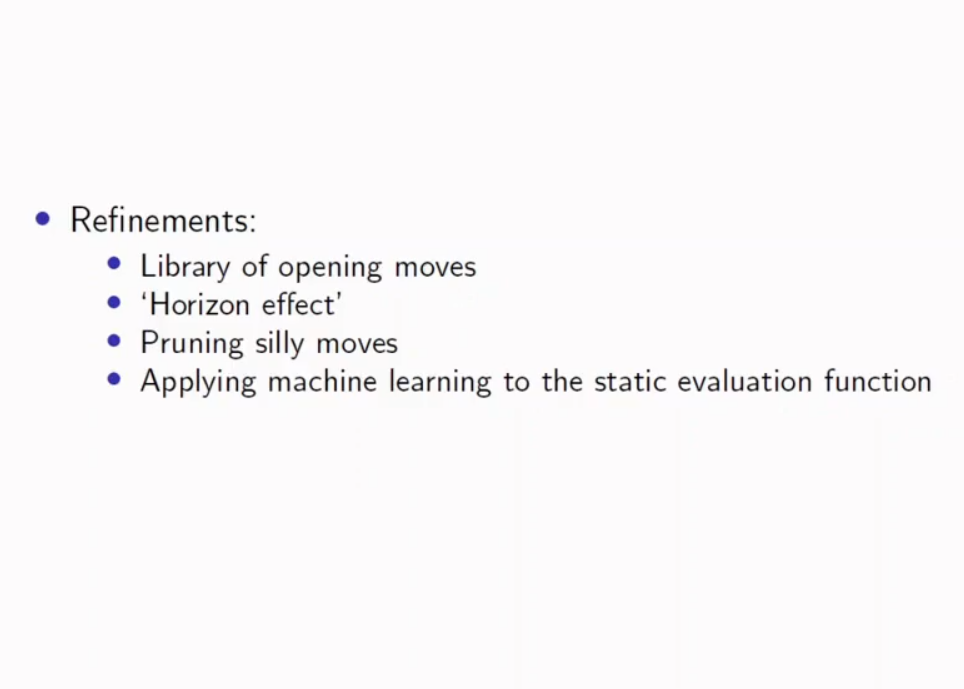 Refinements:
Library of opening moves
‘Horizon effect’
Pruning silly moves
Applying machine learning to the static evaluation function